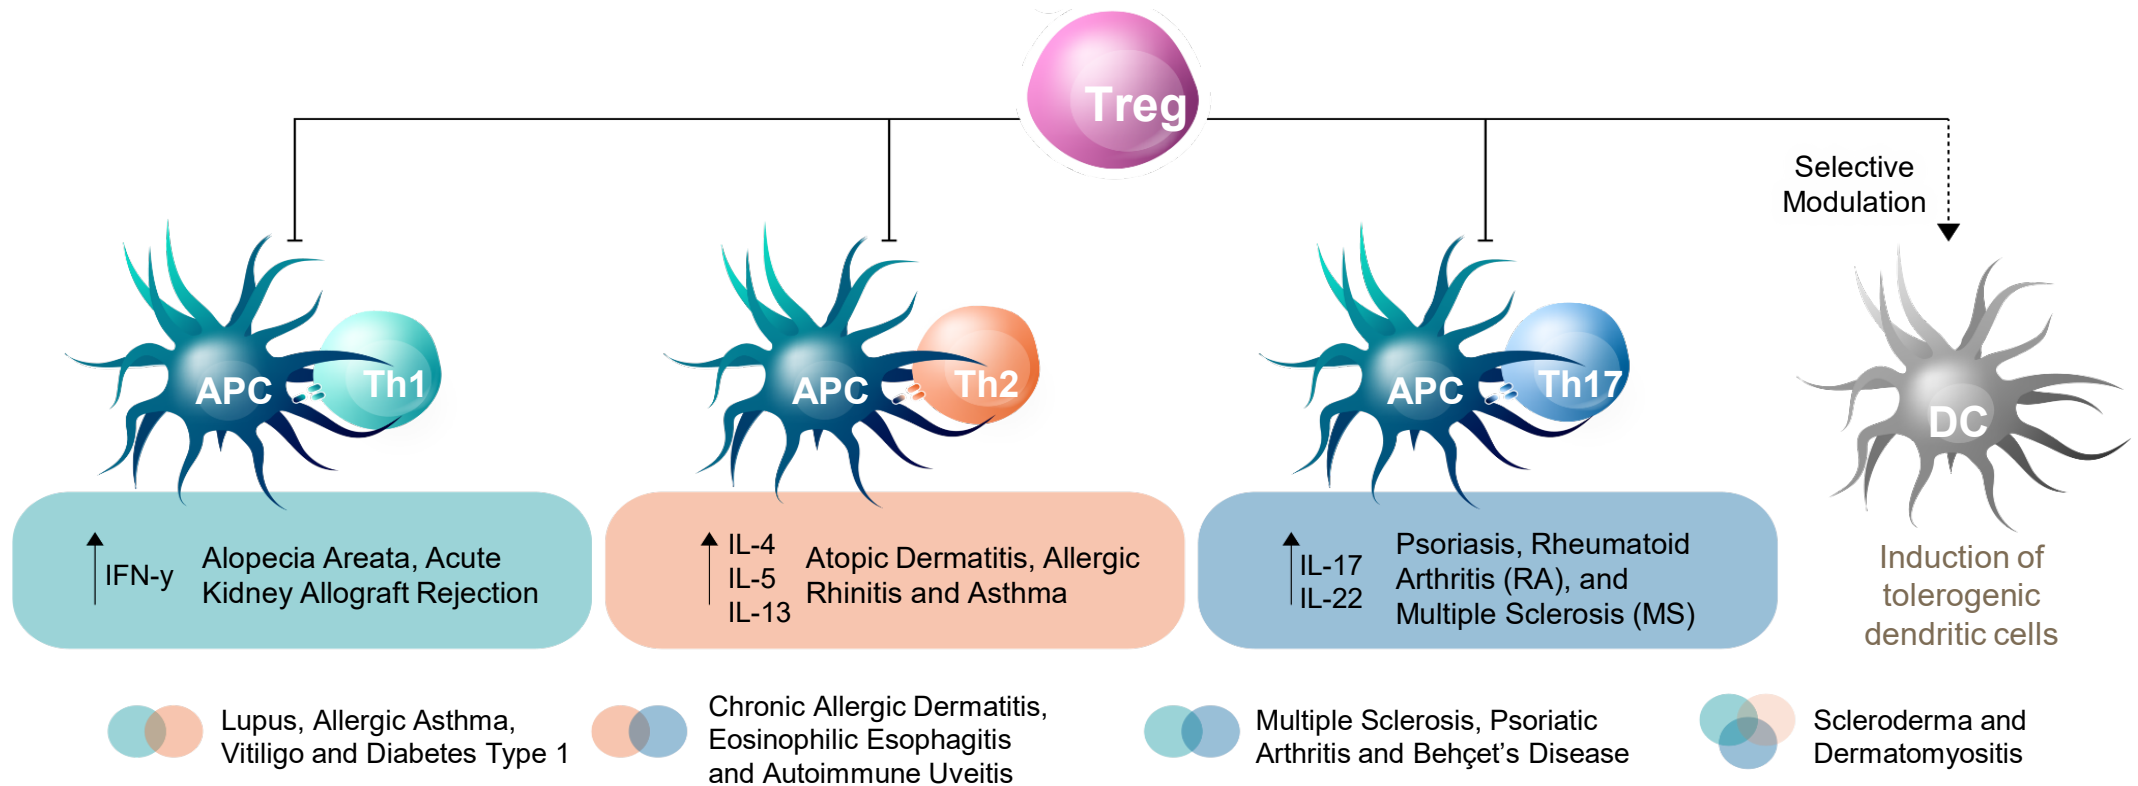 Treg
Selective
Modulation
APC
Th1
APC
Th2
APC
Th17
DC
IFN-y
Alopecia Areata, Acute
Kidney Allograft Rejection
IL-4
IL-5
IL-13
Atopic Dermatitis, Allergic
Rhinitis and Asthma
IL-17
IL-22
Psoriasis, Rheumatoid
Arthritis (RA), and
Multiple Sclerosis (MS)
Induction of
tolerogenic
dendritic cells
Lupus, Allergic Asthma,
Vitiligo and Diabetes Type 1
Chronic Allergic Dermatitis,
Eosinophilic Esophagitis
and Autoimmune Uveitis
Multiple Sclerosis, Psoriatic
Arthritis and Behçet’s Disease
Scleroderma and
Dermatomyositis